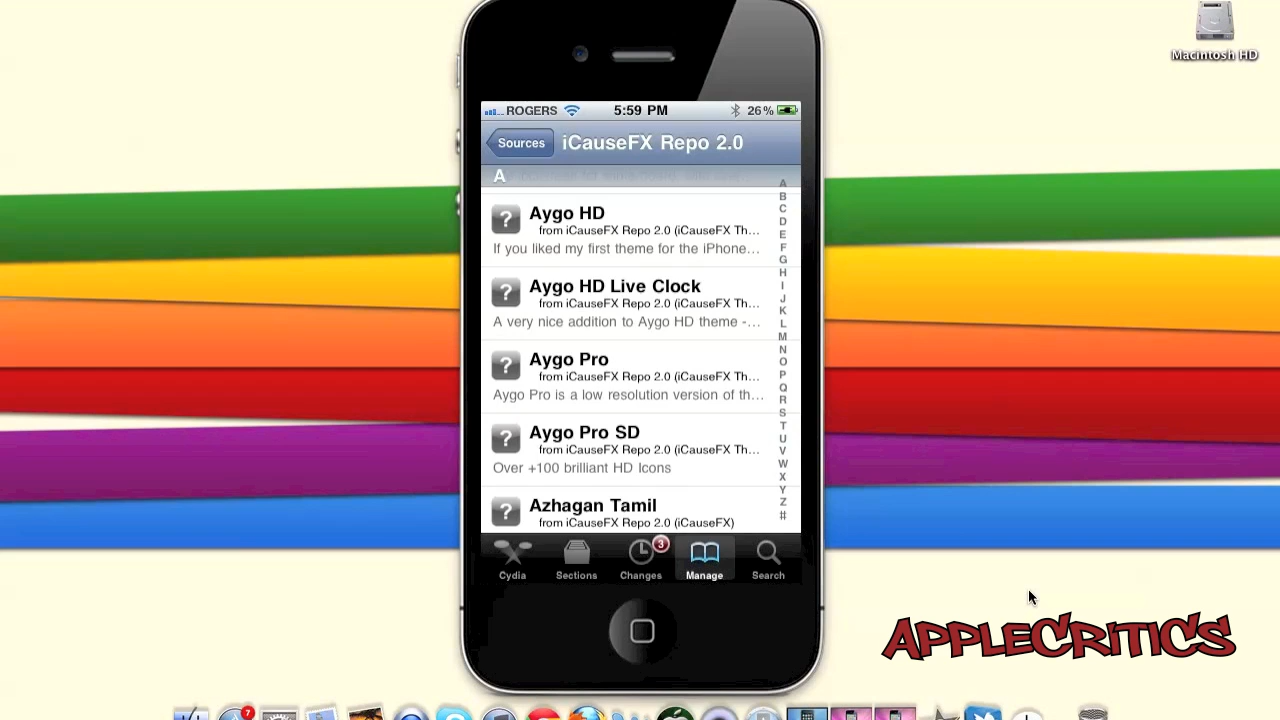 Macintosh HD
ROGERS 5:59 PM 26%
Sources iCauseFX Repo 2.0
A
Aygo HD
from iCauseFX Repo 2.0 (iCauseFX Th...
If you liked my first theme for the iPhone...
Aygo HD Live Clock
from iCauseFX Repo 2.0 (iCauseFX Th...
A very nice addition to Aygo HD theme -...
Aygo Pro
from iCauseFX Repo 2.0 (iCauseFX Th...
Aygo Pro is a low resolution version of th...
Aygo Pro SD
from iCauseFX Repo 2.0 (iCauseFX Th...
Over +100 brilliant HD Icons
Azhagan Tamil
from iCauseFX Repo 2.0 (iCauseFX)
A
B
C
D
E
F
G
H
I
J
K
L
M
N
O
P
Q
R
S
T
U
V
W
X
Y
Z
#
3
Cydia Sections Changes Manage Search
APPLECRITICS
7